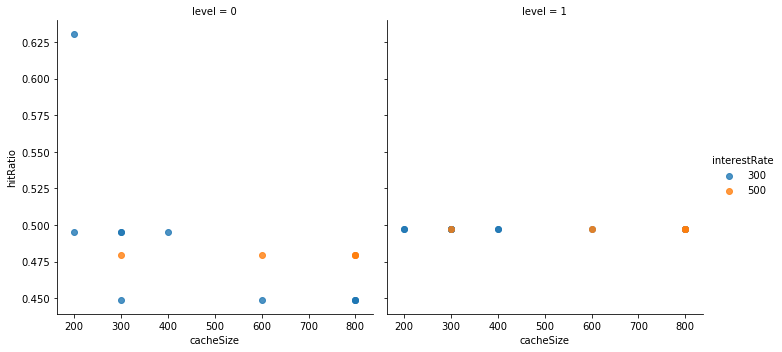 level = 0
level = 1
0.625
0.600
0.575
0.550
0.525
0.500
0.475
0.450
hitRatio
200 300 400 500 600 700 800
cacheSize
200 300 400 500 600 700 800
cacheSize
interestRate
300
500